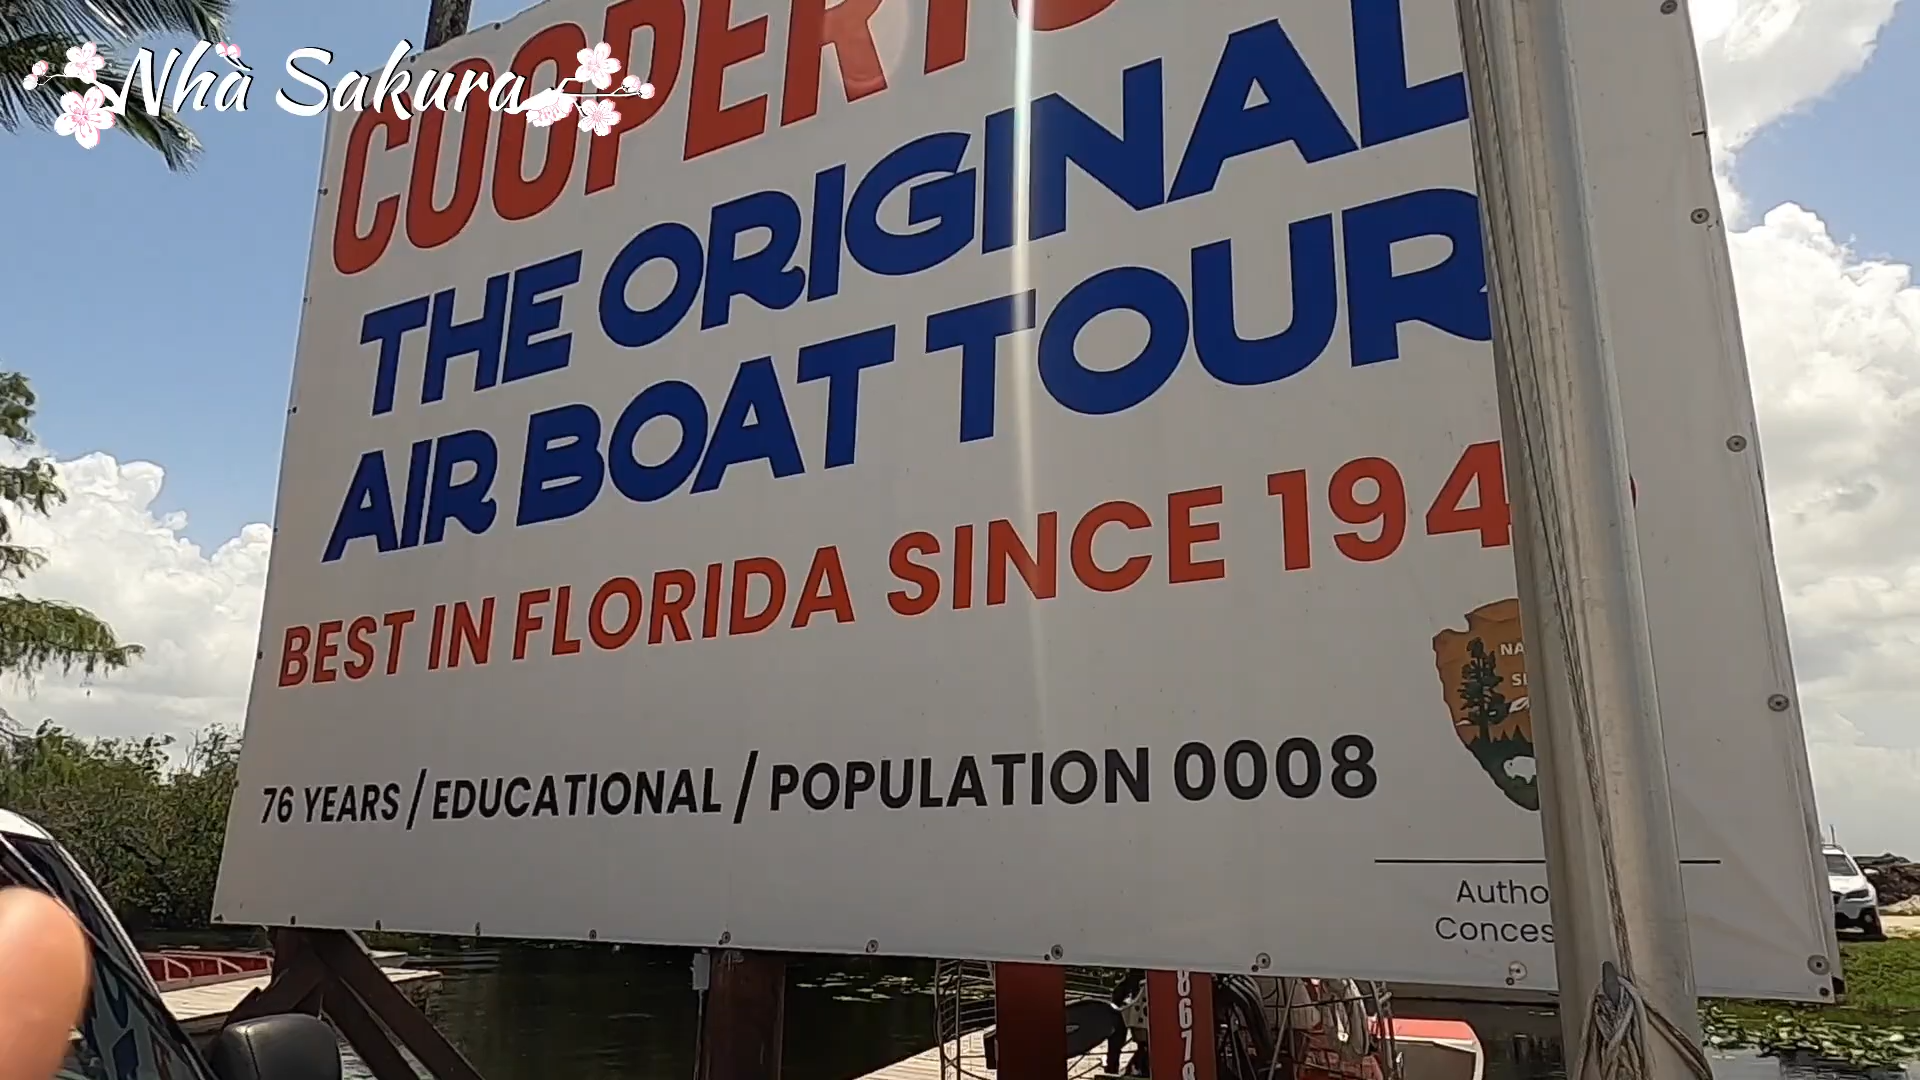 Nhà Sakura
COOPERTO
THE ORIGINAL
AIR BOAT TOUR
BEST IN FLORIDA SINCE 194
76 YEARS / EDUCATIONAL / POPULATION 0008
Autho
Conces